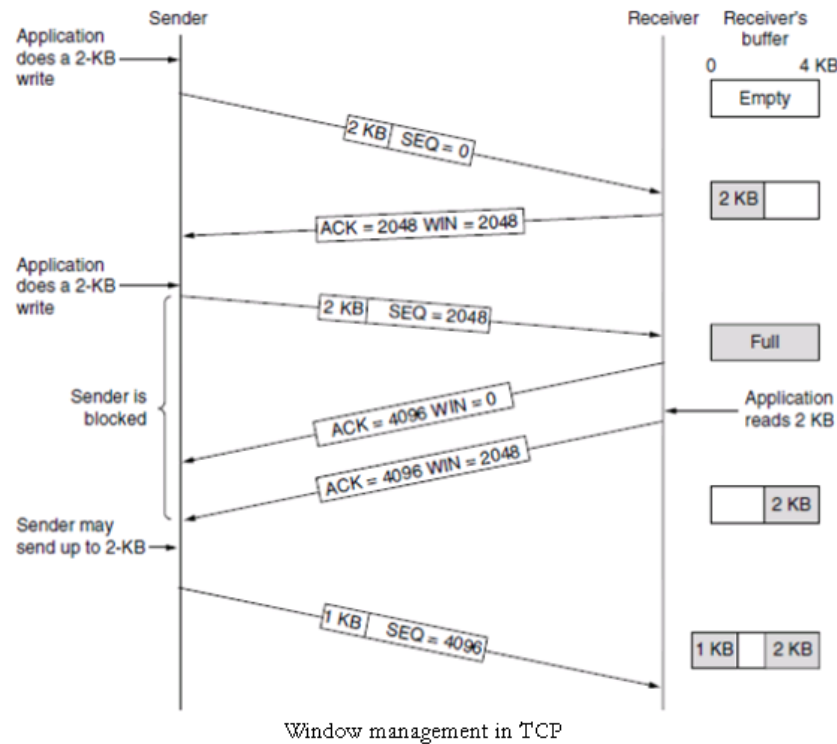 Sender
Receiver
Receiver's
buffer
Application
does a 2-KB
write
0 4 KB
Empty
2 KB SEQ = 0
2 KB
ACK = 2048 WIN = 2048
Application
does a 2-KB
write
2 KB SEQ = 2048
Full
Sender is
blocked
Application
reads 2 KB
ACK = 4096 WIN = 0
ACK = 4096 WIN = 2048
2 KB
Sender may
send up to 2-KB
1 KB SEQ = 4096
1 KB 2 KB
Window management in TCP